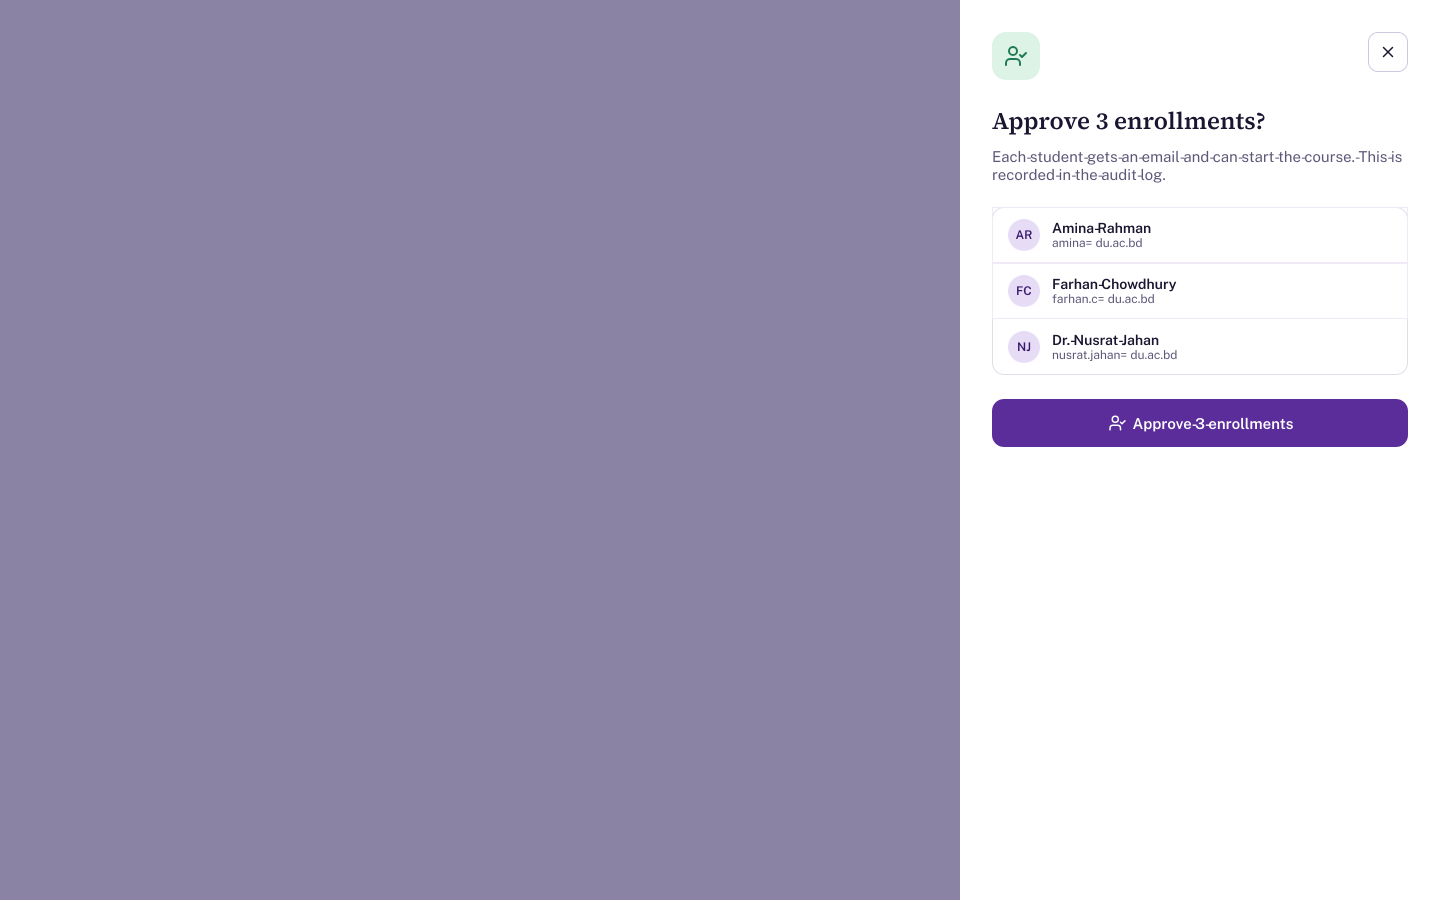 Approve 3 enrollments?
Each-student-gets-an-email-and-can-start-the-course.-This-is
recorded-in-the-audit-log.
AR
Amina-Rahman
amina= du.ac.bd
FC
Farhan-Chowdhury
farhan.c= du.ac.bd
NJ
Dr.-Nusrat-Jahan
nusrat.jahan= du.ac.bd
Approve-3-enrollments